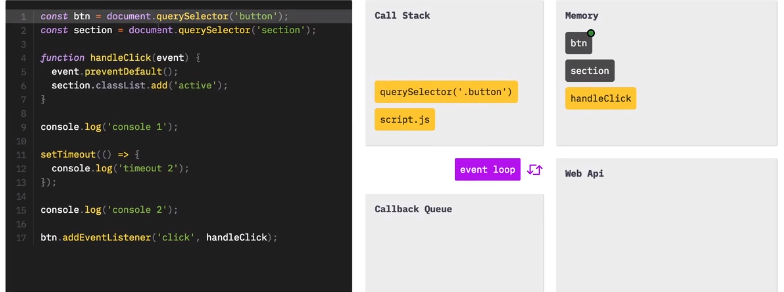 1 const btn = document.querySelector('button');
2 const section = document.querySelector('section');
3
4 function handleClick(event) {
5 event.preventDefault();
6 section.classList.add('active');
7 }
8
9 console.log('console 1');
10
11 setTimeout(() => {
12 console.log('timeout 2');
13 });
14
15 console.log('console 2');
16
17 btn.addEventListener('click', handleClick);
Call Stack
querySelector('.button')
script.js
Memory
btn
section
handleClick
event loop
Callback Queue
Web Api